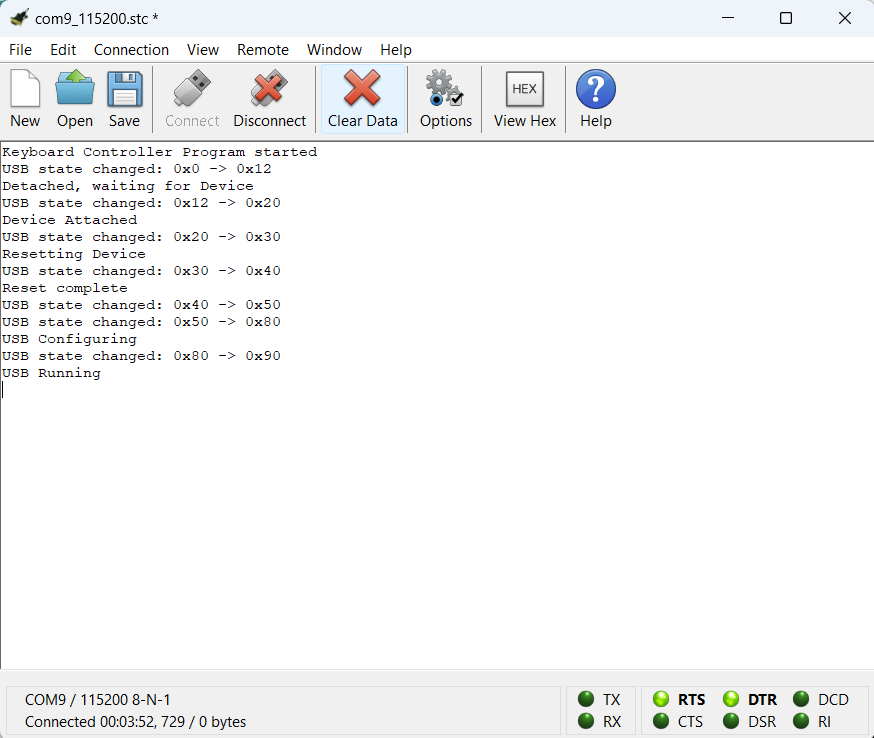 com9_115200.stc *
File Edit Connection View Remote Window Help
New Open Save Connect Disconnect Clear Data Options HEX View Hex ? Help
Keyboard Controller Program started
USB state changed: 0x0 -> 0x12
Detached, waiting for Device
USB state changed: 0x12 -> 0x20
Device Attached
USB state changed: 0x20 -> 0x30
Resetting Device
USB state changed: 0x30 -> 0x40
Reset complete
USB state changed: 0x40 -> 0x50
USB state changed: 0x50 -> 0x80
USB Configuring
USB state changed: 0x80 -> 0x90
USB Running
COM9 / 115200 8-N-1 TX RTS DTR DCD
Connected 00:03:52, 729 / 0 bytes RX CTS DSR RI